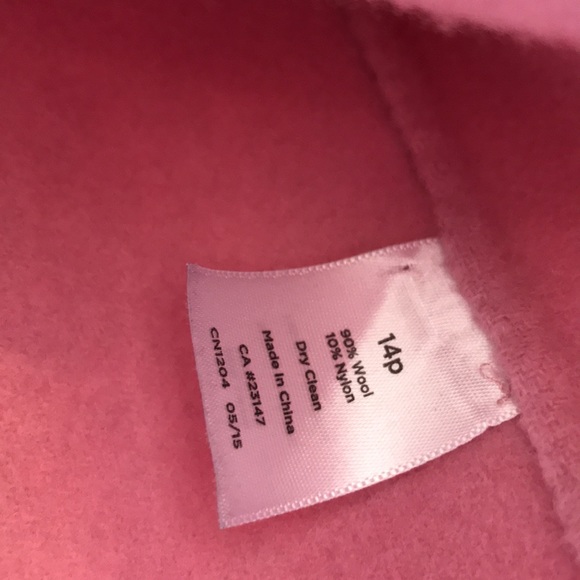 14p
90% Wool
10% Nylon
Dry Clean
Made In China
CA #23147
CN1204 05/15